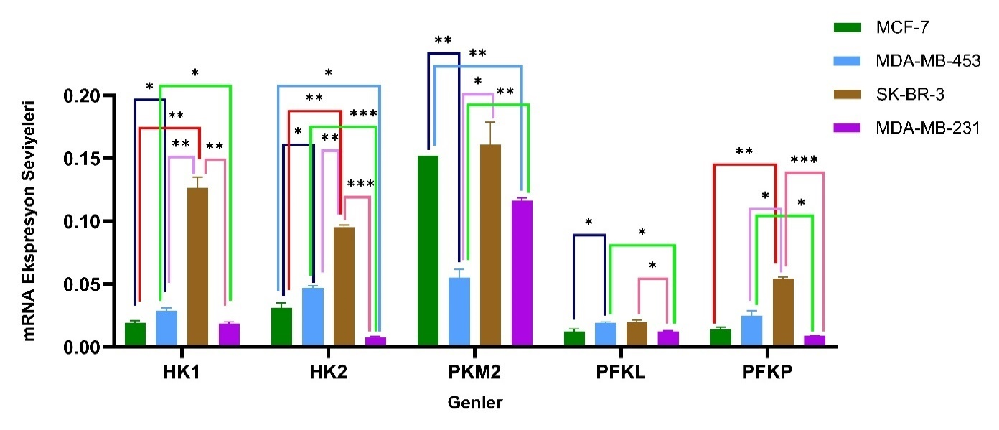 MCF-7
MDA-MB-453
SK-BR-3
MDA-MB-231
mRNA Ekspresyon Seviyeleri
0.20
0.15
0.10
0.05
0.00
** **
* **
* * * ***
* ** ** ***
** ** * ***
*** * * * *
*
HK1 HK2 PKM2 PFKL PFKP
Genler